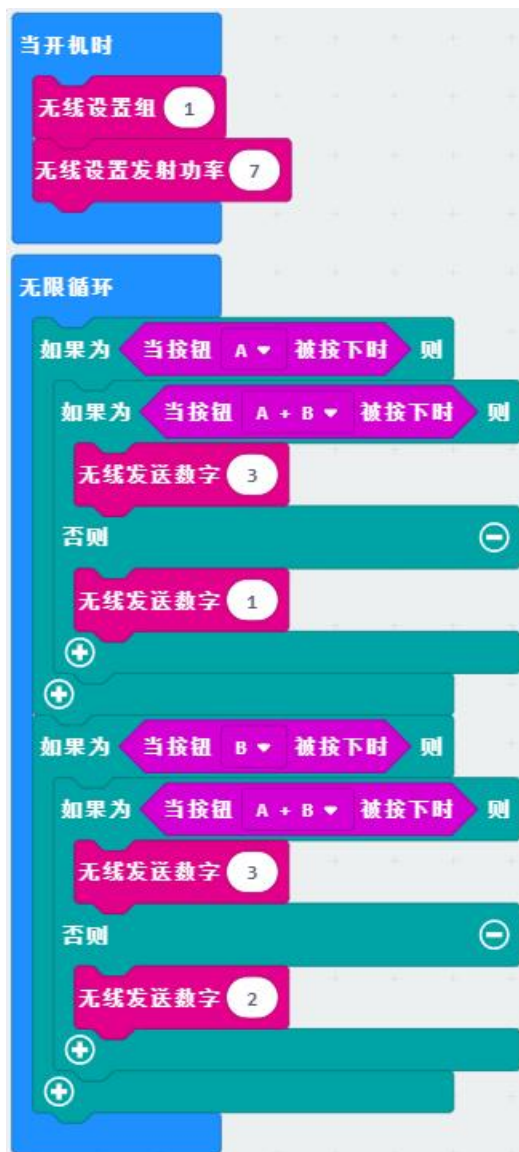 当开机时
无线设置组 1
无线设置发射功率 7
无限循环
如果为 当按钮 A 被按下时 则
如果为 当按钮 A + B 被按下时 则
无线发送数字 3
否则
无线发送数字 1
如果为 当按钮 B 被按下时 则
如果为 当按钮 A + B 被按下时 则
无线发送数字 3
否则
无线发送数字 2